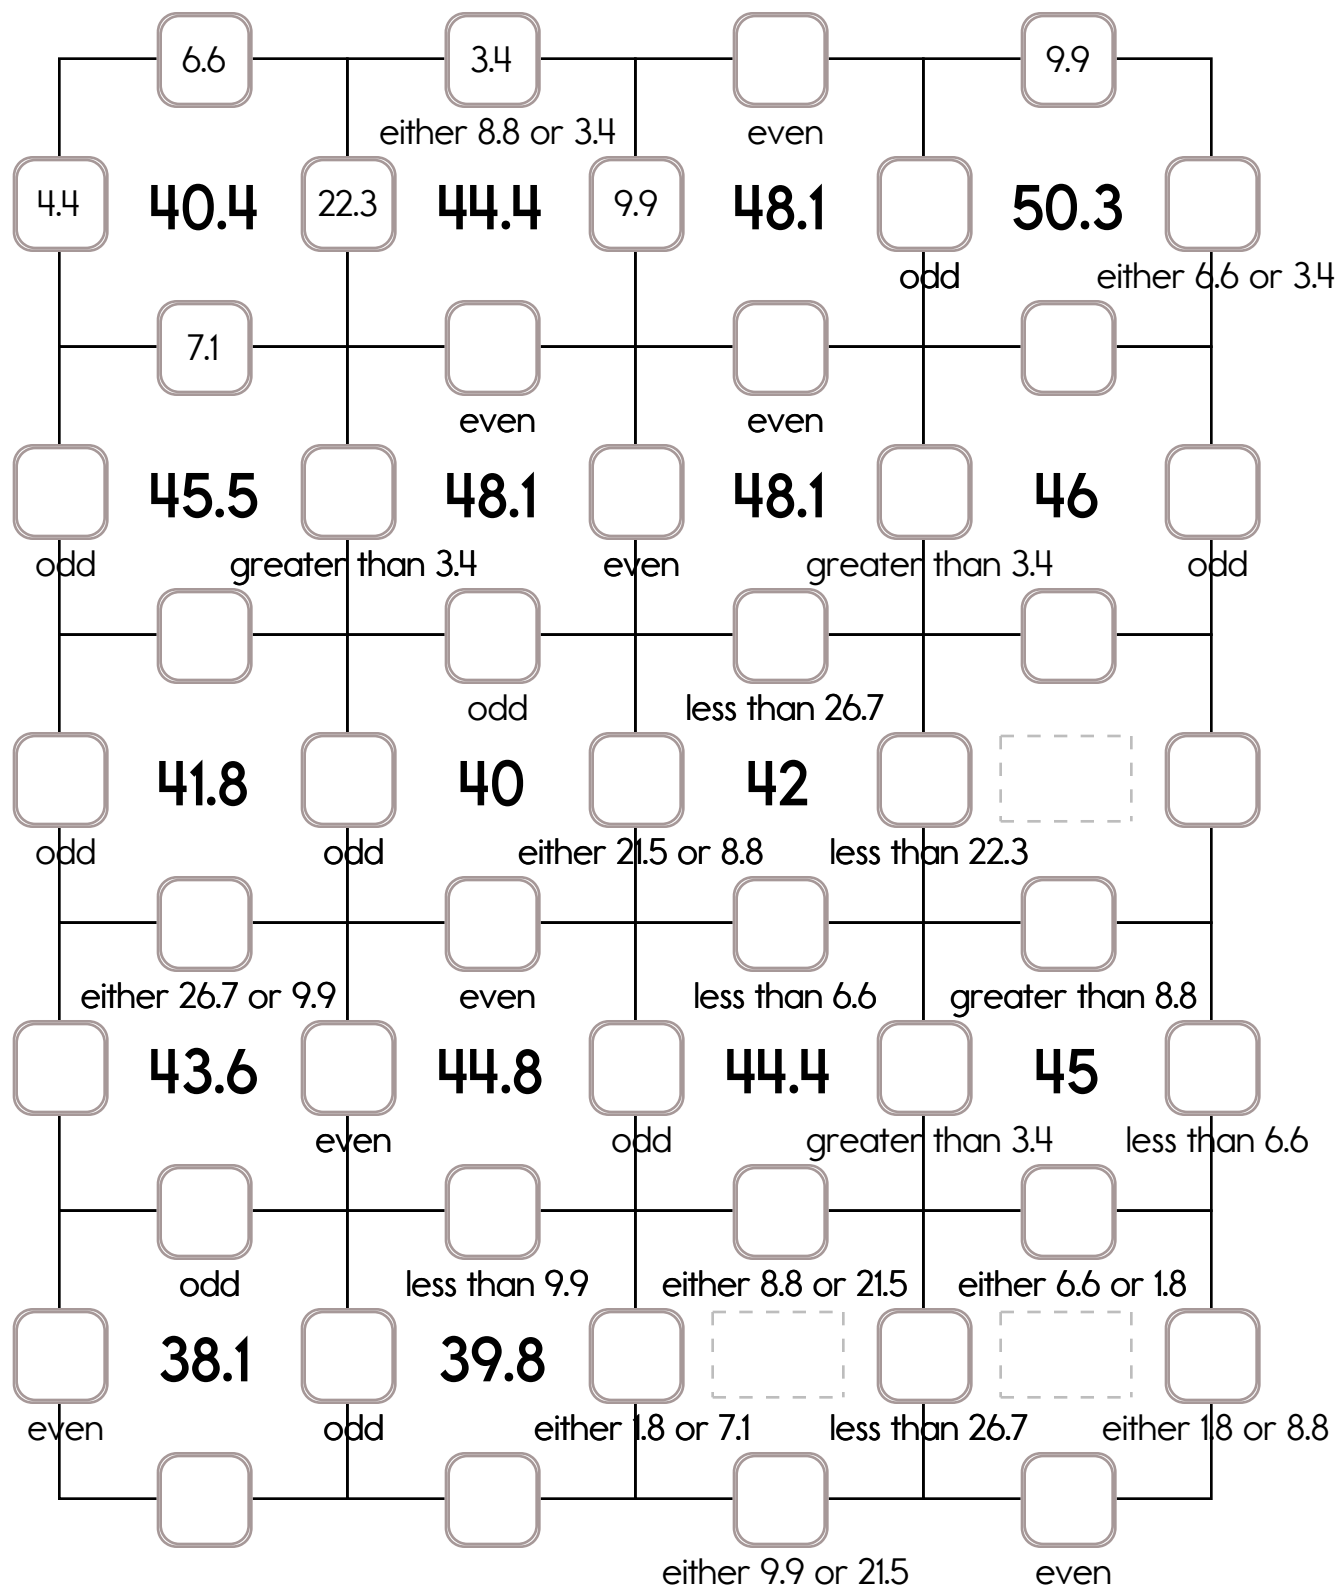 6.6 3.4 9.9
either 8.8 or 3.4 even
4.4 40.4 22.3 44.4 9.9 48.1 50.3
odd either 6.6 or 3.4
7.1
even even
45.5 48.1 48.1 46
odd greater than 3.4 even greater than 3.4 odd
odd less than 26.7
41.8 40 42
odd odd either 21.5 or 8.8 less than 22.3
either 26.7 or 9.9 even less than 6.6 greater than 8.8
43.6 44.8 44.4 45
even odd greater than 3.4 less than 6.6
odd less than 9.9 either 8.8 or 21.5 either 6.6 or 1.8
38.1 39.8
even odd either 1.8 or 7.1 less than 26.7 either 1.8 or 8.8
either 9.9 or 21.5 even